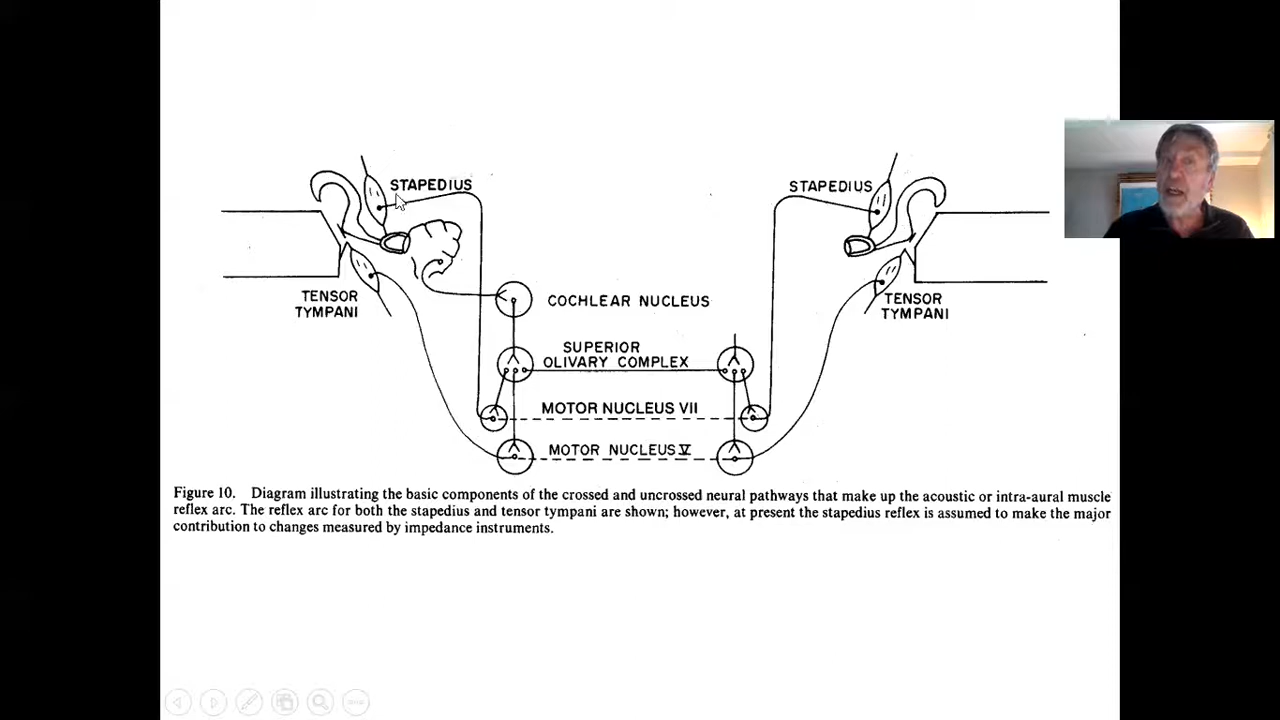 STAPEDIUS
STAPEDIUS
TENSOR
TYMPANI
TENSOR
TYMPANI
COCHLEAR NUCLEUS
SUPERIOR
OLIVARY COMPLEX
MOTOR NUCLEUS VII
MOTOR NUCLEUS V
Figure 10. Diagram illustrating the basic components of the crossed and uncrossed neural pathways that make up the acoustic or intra-aural muscle
reflex arc. The reflex arc for both the stapedius and tensor tympani are shown; however, at present the stapedius reflex is assumed to make the major
contribution to changes measured by impedance instruments.